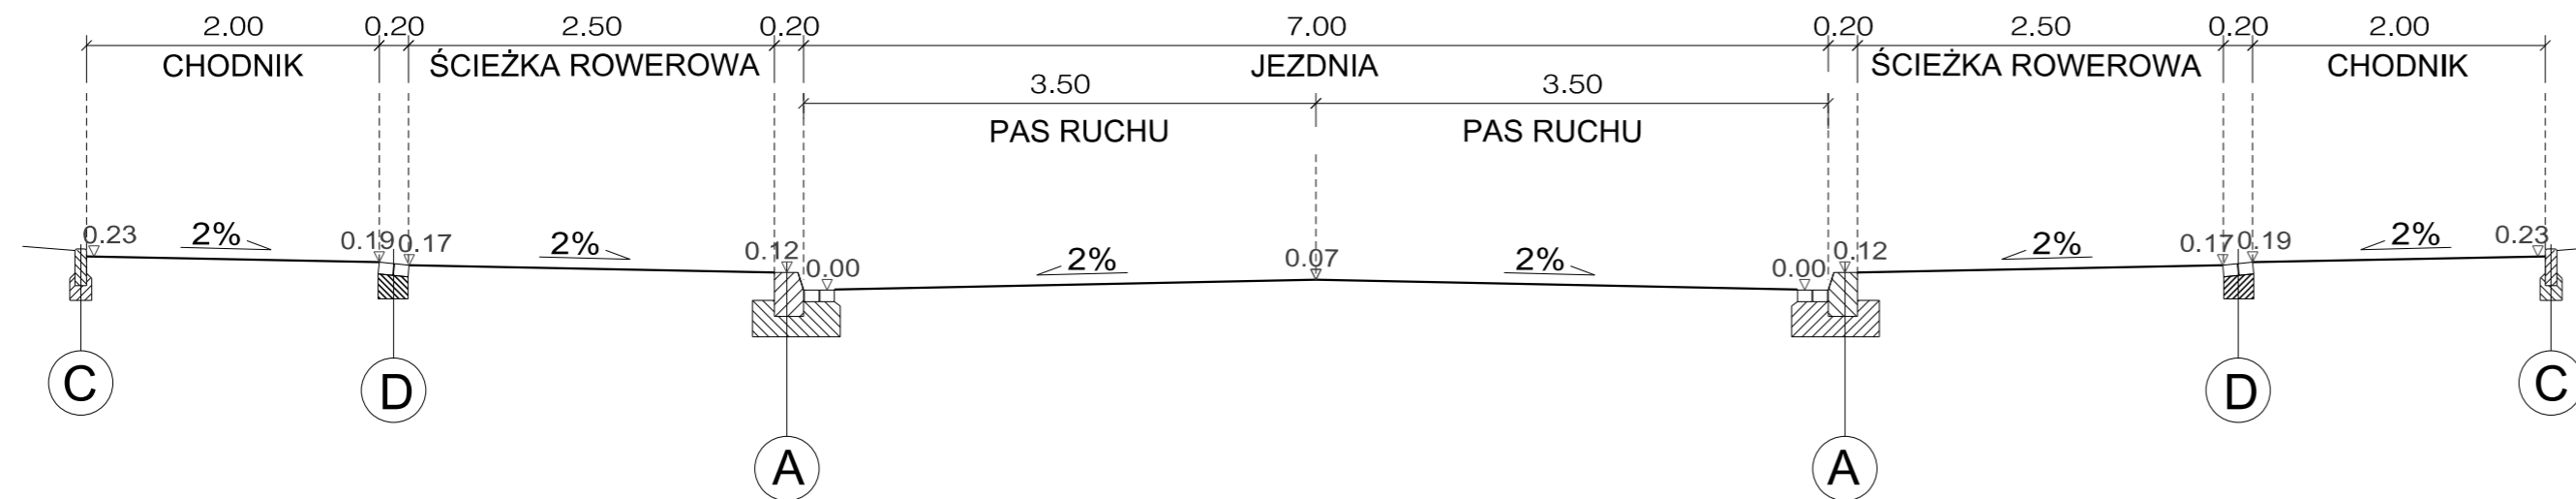 2.00 0.20 2.50 0.20 7.00 0.20 2.50 0.20 2.00
CHODNIK ŚCIEŻKA ROWEROWA JEZDNIA ŚCIEŻKA ROWEROWA CHODNIK
3.50 3.50
PAS RUCHU PAS RUCHU
0.23 2% 0.19 0.17 2% 0.12 0.00 2% 0.07 2% 0.00 0.12 2% 0.17 0.19 2% 0.23
C D A A D C